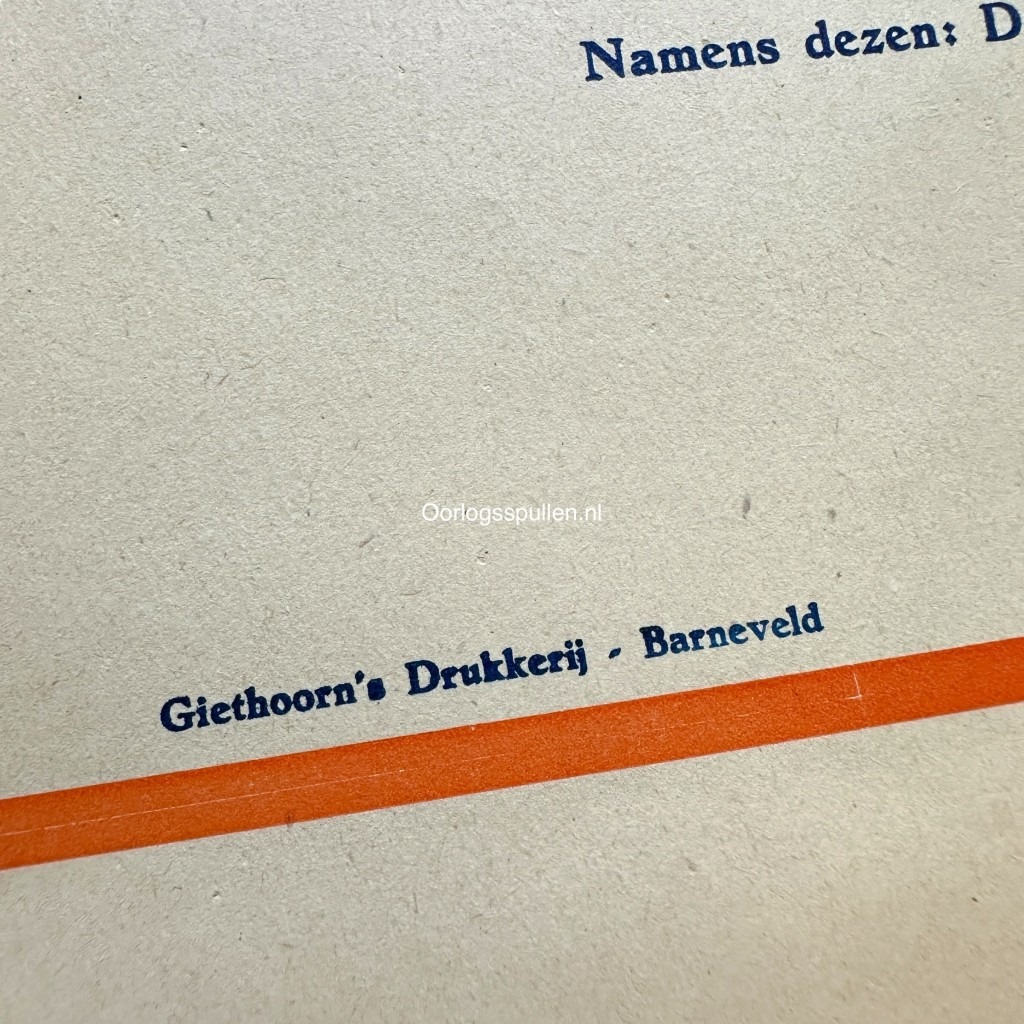 Namens dezen: D
Oorlogsspullen.nl
Giethoorn's Drukkerij - Barneveld